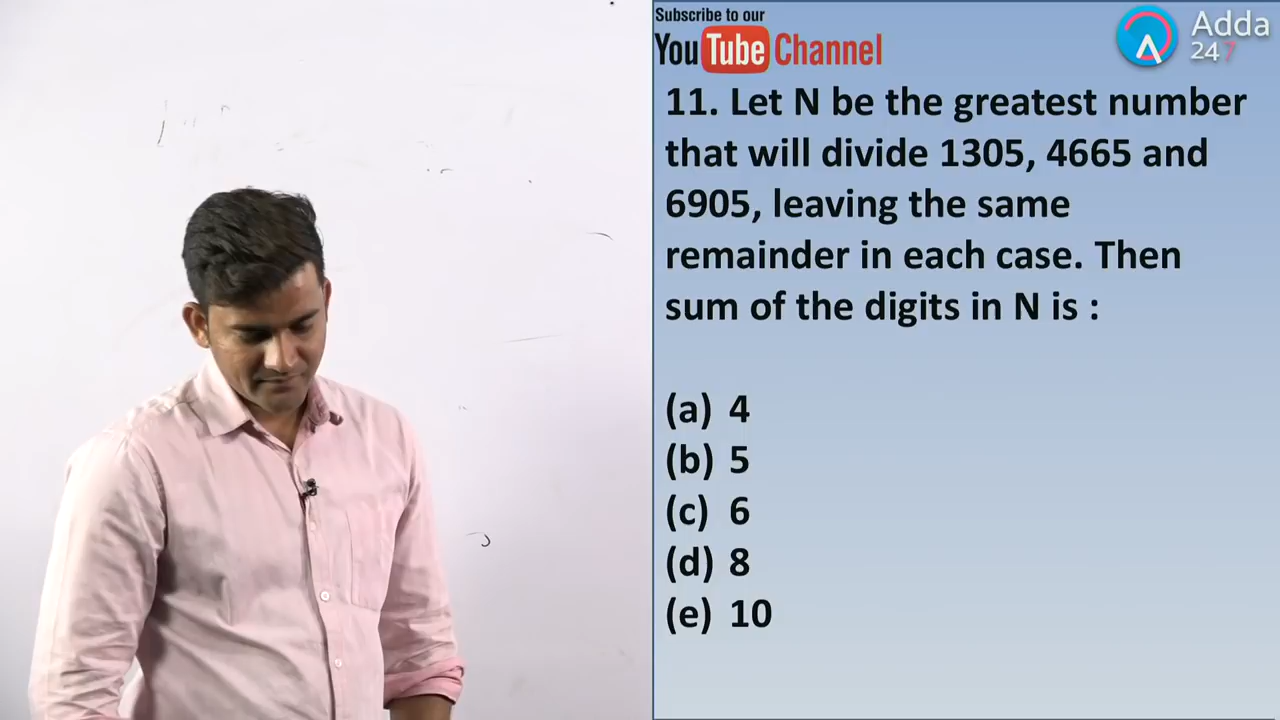 Subscribe to our
YouTube Channel
Adda
247
11. Let N be the greatest number
that will divide 1305, 4665 and
6905, leaving the same
remainder in each case. Then
sum of the digits in N is :
(a) 4
(b) 5
(c) 6
(d) 8
(e) 10